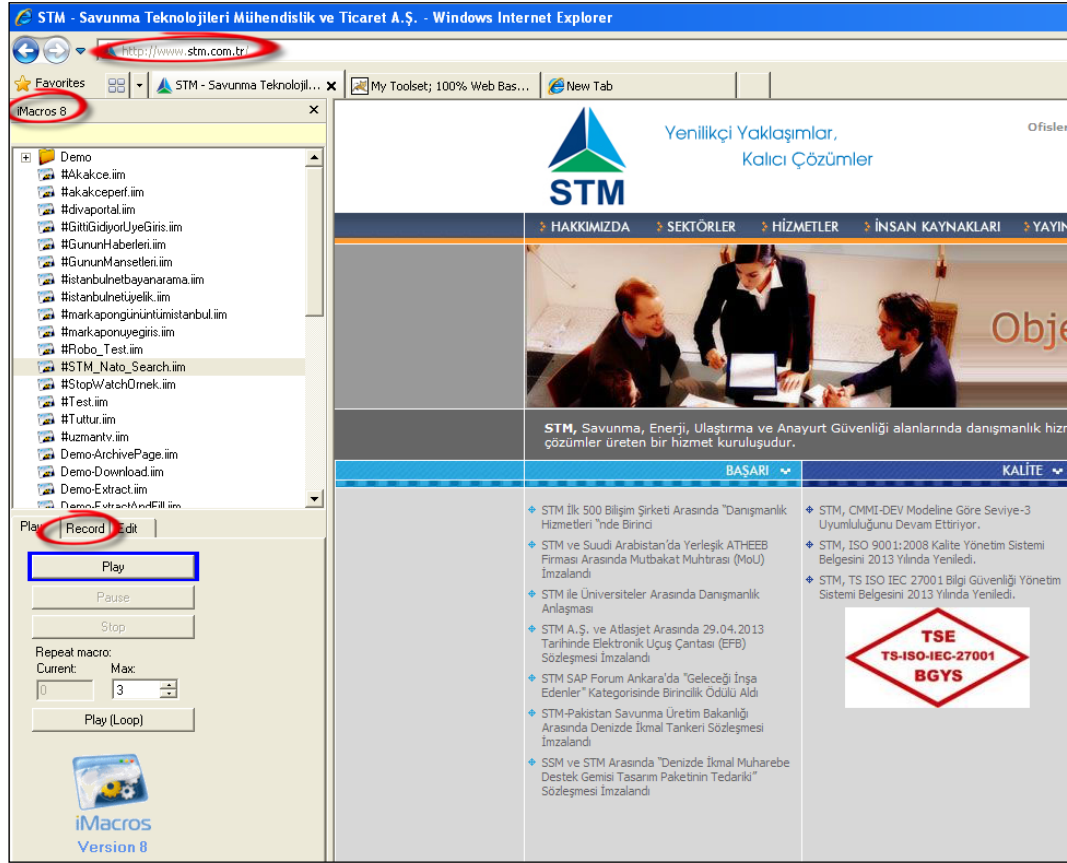 STM - Savunma Teknolojileri Mühendislik ve Ticaret A.Ş. - Windows Internet Explorer
http://www.stm.com.tr/
Favorites
STM - Savunma Teknolojil...
My Toolset; 100% Web Bas...
New Tab
iMacros 8
Demo
#Akakce.iim
#akakceperf.iim
#divaportal.iim
#GittiGidiyorUyeGiris.iim
#GununHaberleri.iim
#GununMansetleri.iim
#istanbulnetbayanarama.iim
#istanbulnetüyelik.iim
#markapongününtümistanbul.iim
#markaponuyegiris.iim
#Robo_Test.iim
#STM_Nato_Search.iim
#StopWatchOrnek.iim
#Test.iim
#Tuttur.iim
#uzmantv.iim
Demo-ArchivePage.iim
Demo-Download.iim
Demo-Extract.iim
Demo-ExtractAndFill.iim
Play
Record
Edit
Play
Pause
Stop
Repeat macro:
Current:
Max:
0
3
Play (Loop)
iMacros
Version 8
STM
Yenilikçi Yaklaşımlar,
Kalıcı Çözümler
Ofisler
HAKKIMIZDA
SEKTÖRLER
HİZMETLER
İNSAN KAYNAKLARI
YAYIN
Obje
STM, Savunma, Enerji, Ulaştırma ve Anayurt Güvenliği alanlarında danışmanlık hizm
çözümler üreten bir hizmet kuruluşudur.
BAŞARI
STM İlk 500 Bilişim Şirketi Arasında "Danışmanlık
Hizmetleri "nde Birinci
STM ve Suudi Arabistan'da Yerleşik ATHEEB
Firması Arasında Mutbakat Muhtırası (MoU)
İmzalandı
STM ile Üniversiteler Arasında Danışmanlık
Anlaşması
STM A.Ş. ve Atlasjet Arasında 29.04.2013
Tarihinde Elektronik Uçuş Çantası (EFB)
Sözleşmesi İmzalandı
STM SAP Forum Ankara'da "Geleceği İnşa
Edenler" Kategorisinde Birincilik Ödülü Aldı
STM-Pakistan Savunma Üretim Bakanlığı
Arasında Denizde İkmal Tankeri Sözleşmesi
İmzalandı
SSM ve STM Arasında "Denizde İkmal Muharebe
Destek Gemisi Tasarım Paketinin Tedariki"
Sözleşmesi İmzalandı
KALİTE
STM, CMMI-DEV Modeline Göre Seviye-3
Uyumluluğunu Devam Ettiriyor.
STM, ISO 9001:2008 Kalite Yönetim Sistemi
Belgesini 2013 Yılında Yeniledi.
STM, TS ISO IEC 27001 Bilgi Güvenliği Yönetim
Sistemi Belgesini 2013 Yılında Yeniledi.
TSE
TS-ISO-IEC-27001
BGYS